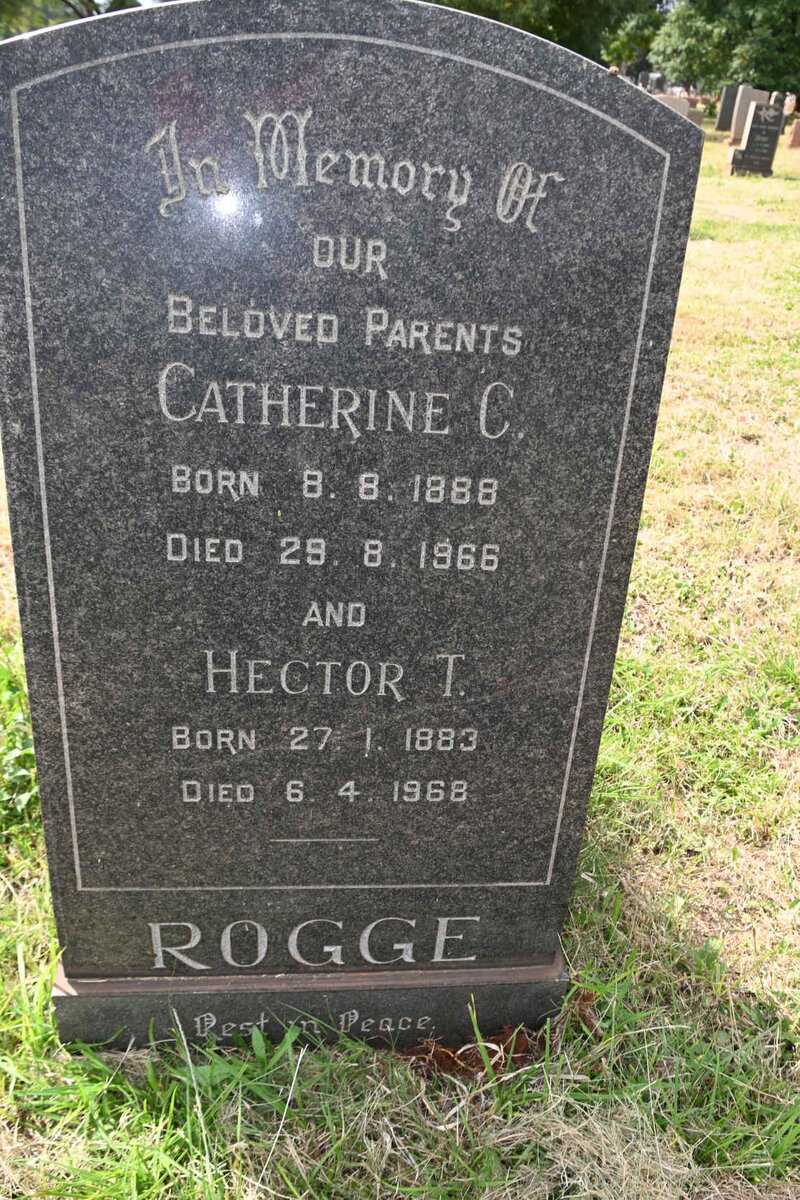 In Memory Of
OUR
BELOVED PARENTS
CATHERINE C.
BORN 8. 8. 1888
DIED 29. 8. 1966
AND
HECTOR T.
BORN 27. 1. 1883
DIED 6. 4. 1968.
ROGGE
Rest in Peace.